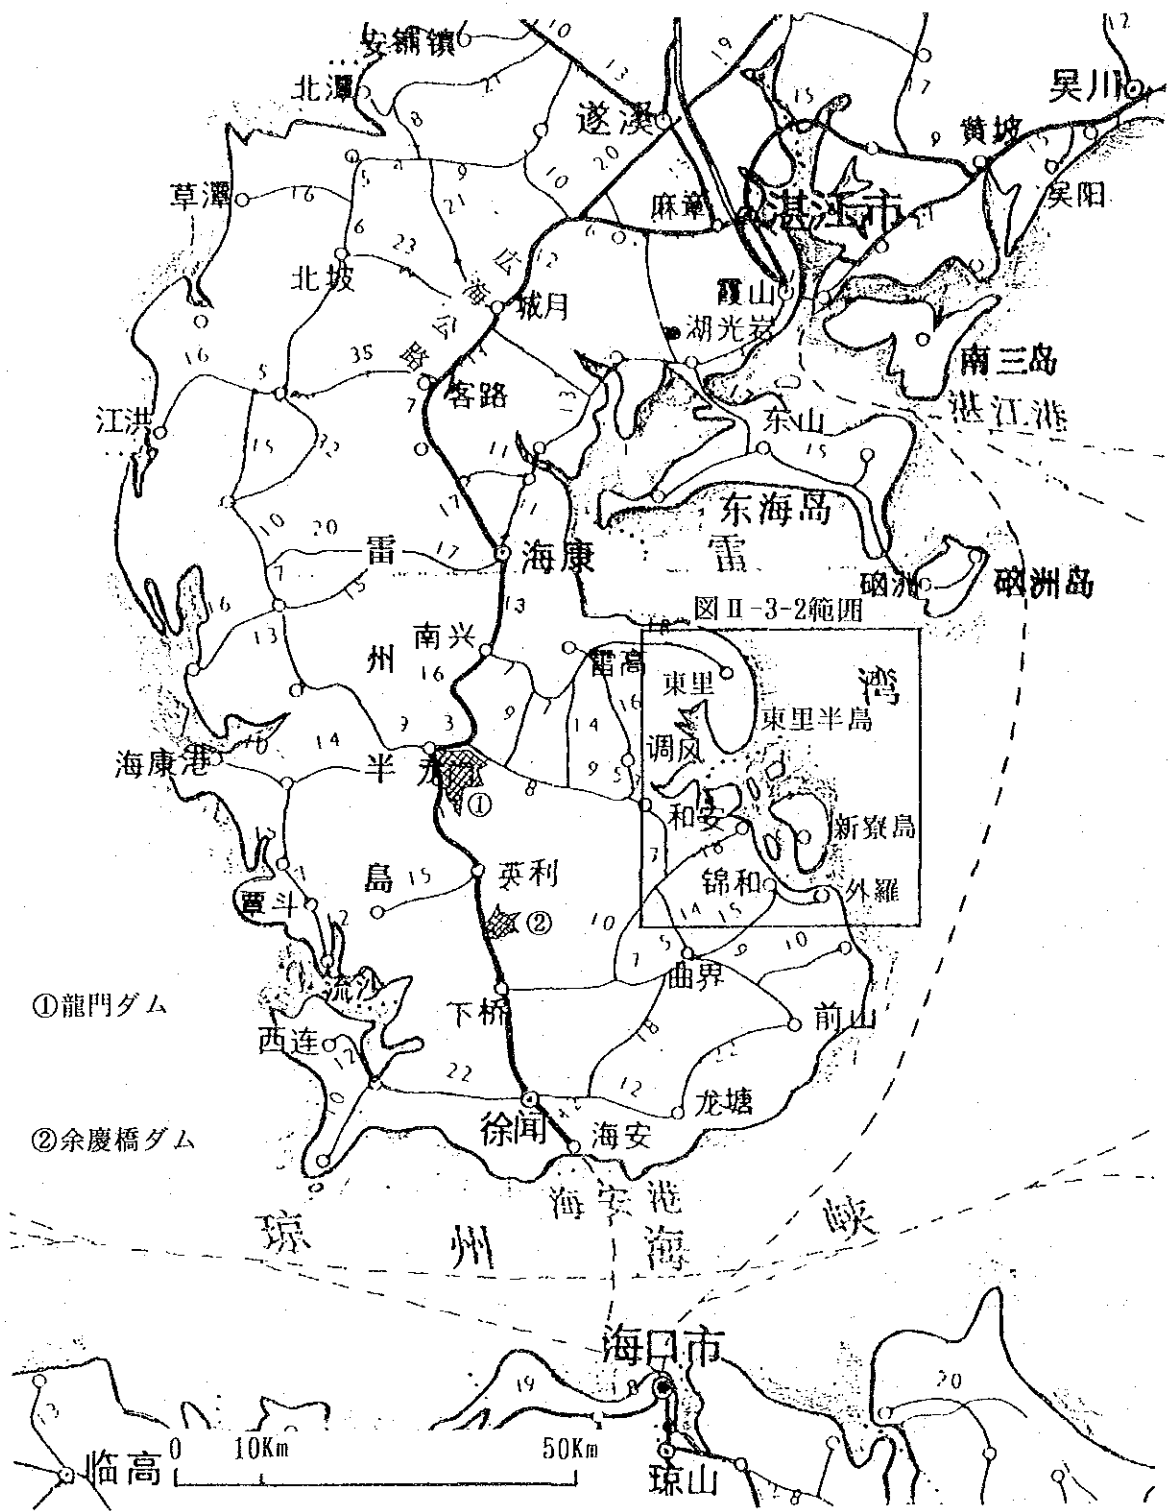 安铺镇
北潭
遂溪
吴川
黄坡
吴阳
草潭
麻章
湛江市
北坡
広海公路
城月
霞山
湖光岩
南三岛
湛江港
客路
江洪
东山
东海岛
雷
海康
雷
硇洲
硇洲岛
図Ⅱ-3-2範囲
南兴
州
雷高
東里
湾
東里半島
海康港
半
龙门
调风
①
和安
新寮島
英利
島
锦和
外羅
覃斗
②
曲界
流沙
①龍門ダム
下桥
前山
西连
龙塘
徐闻
海安
②余慶橋ダム
海安港
琼州海峡
海口市
临高
0 10Km 50Km
琼山